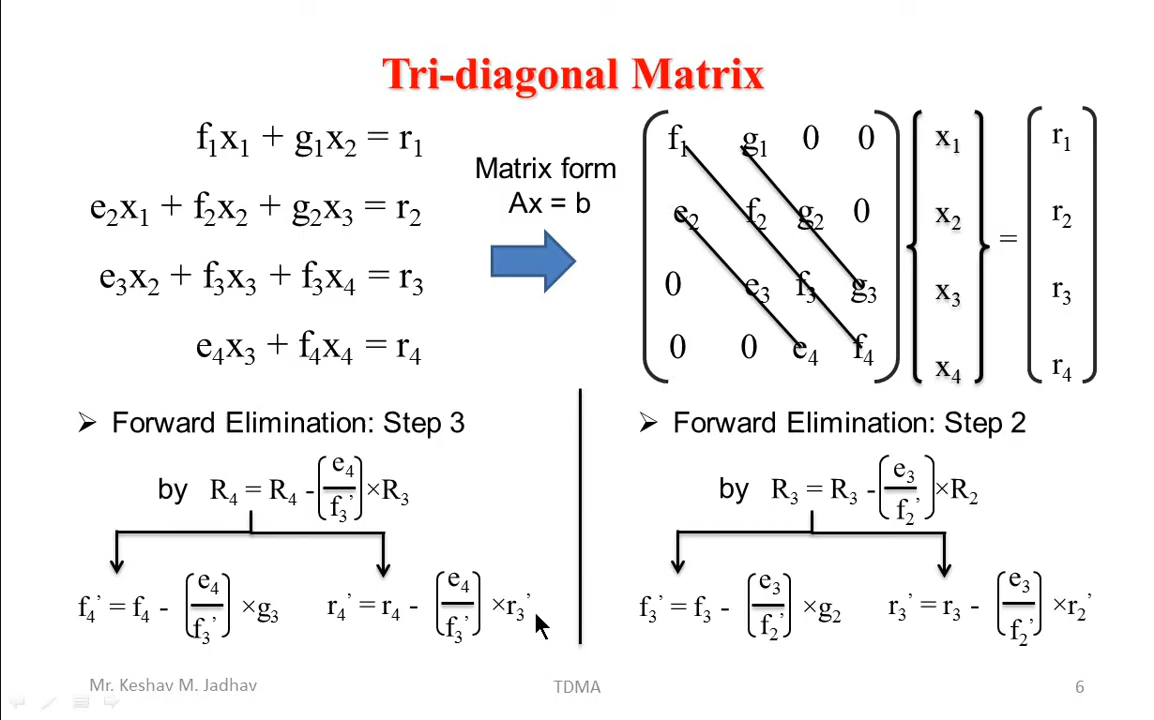 Tri-diagonal Matrix
f₁x₁ + g₁x₂ = r₁
e₂x₁ + f₂x₂ + g₂x₃ = r₂
e₃x₂ + f₃x₃ + f₃x₄ = r₃
e₄x₃ + f₄x₄ = r₄
Matrix form
Ax = b
f₁ g₁ 0 0 x₁ r₁
e₂ f₂ g₂ 0 x₂ = r₂
0 e₃ f₃ g₃ x₃ r₃
0 0 e₄ f₄ x₄ r₄
➢ Forward Elimination: Step 3
by R₄ = R₄ - (e₄/f₃’) ×R₃
f₄’ = f₄ - (e₄/f₃’) ×g₃ r₄’ = r₄ - (e₄/f₃’) ×r₃’
➢ Forward Elimination: Step 2
by R₃ = R₃ - (e₃/f₂’) ×R₂
f₃’ = f₃ - (e₃/f₂’) ×g₂ r₃’ = r₃ - (e₃/f₂’) ×r₂’
Mr. Keshav M. Jadhav TDMA 6